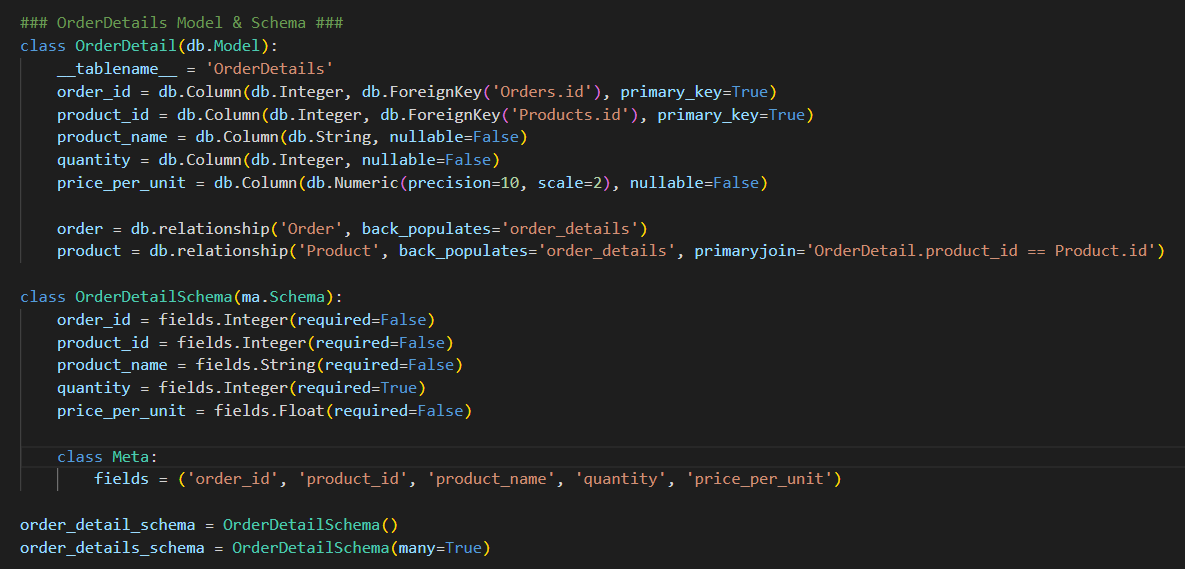 ### OrderDetails Model & Schema ###
class OrderDetail(db.Model):
    __tablename__ = 'OrderDetails'
    order_id = db.Column(db.Integer, db.ForeignKey('Orders.id'), primary_key=True)
    product_id = db.Column(db.Integer, db.ForeignKey('Products.id'), primary_key=True)
    product_name = db.Column(db.String, nullable=False)
    quantity = db.Column(db.Integer, nullable=False)
    price_per_unit = db.Column(db.Numeric(precision=10, scale=2), nullable=False)

    order = db.relationship('Order', back_populates='order_details')
    product = db.relationship('Product', back_populates='order_details', primaryjoin='OrderDetail.product_id == Product.id')

class OrderDetailSchema(ma.Schema):
    order_id = fields.Integer(required=False)
    product_id = fields.Integer(required=False)
    product_name = fields.String(required=False)
    quantity = fields.Integer(required=True)
    price_per_unit = fields.Float(required=False)

    class Meta:
        fields = ('order_id', 'product_id', 'product_name', 'quantity', 'price_per_unit')

order_detail_schema = OrderDetailSchema()
order_details_schema = OrderDetailSchema(many=True)